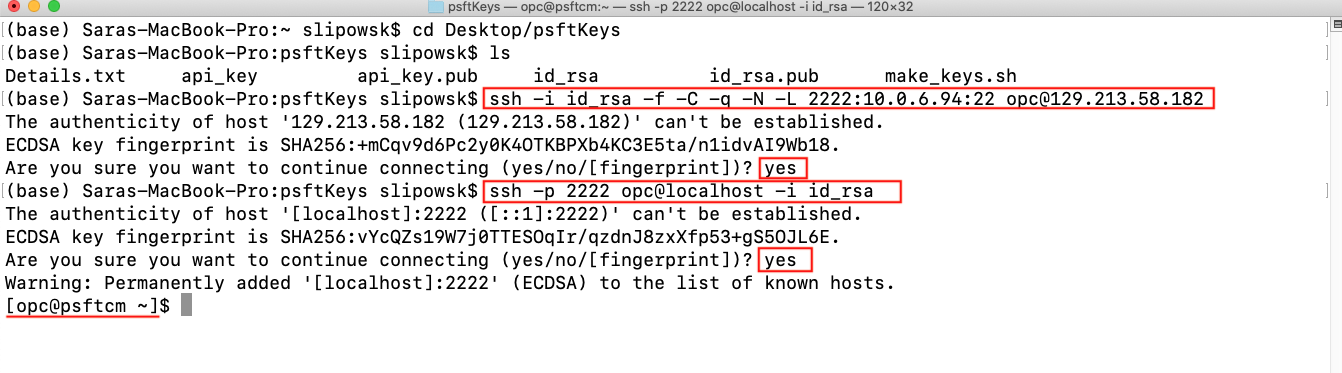 psftKeys — opc@psftcm:~ — ssh -p 2222 opc@localhost -i id_rsa — 120×32
(base) Saras-MacBook-Pro:~ slipowsk$ cd Desktop/psftKeys
(base) Saras-MacBook-Pro:psftKeys slipowsk$ ls
Details.txt api_key api_key.pub id_rsa id_rsa.pub make_keys.sh
(base) Saras-MacBook-Pro:psftKeys slipowsk$ ssh -i id_rsa -f -C -q -N -L 2222:10.0.6.94:22 opc@129.213.58.182
The authenticity of host '129.213.58.182 (129.213.58.182)' can't be established.
ECDSA key fingerprint is SHA256:+mCqv9d6Pc2y0K4OTKBPXb4KC3E5ta/n1idvAI9Wb18.
Are you sure you want to continue connecting (yes/no/[fingerprint])? yes
(base) Saras-MacBook-Pro:psftKeys slipowsk$ ssh -p 2222 opc@localhost -i id_rsa
The authenticity of host '[localhost]:2222 ([::1]:2222)' can't be established.
ECDSA key fingerprint is SHA256:vYcQZs19W7j0TTESOqIr/qzdnJ8zxXfp53+gS5OJL6E.
Are you sure you want to continue connecting (yes/no/[fingerprint])? yes
Warning: Permanently added '[localhost]:2222' (ECDSA) to the list of known hosts.
[opc@psftcm ~]$